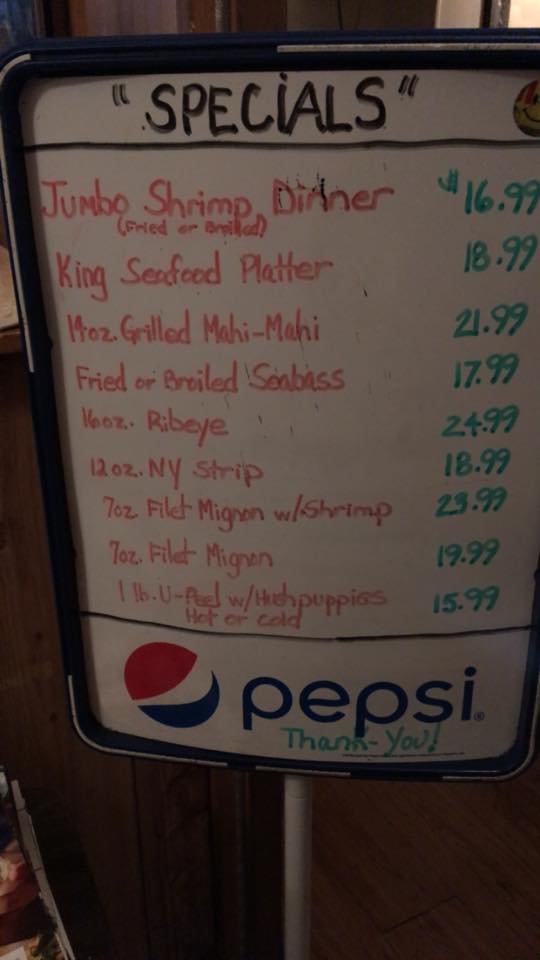 "SPECIALS"
Jumbo Shrimp Dinner $16.99
(Fried or Broiled)
King Seafood Platter 18.99
14oz. Grilled Mahi-Mahi 21.99
Fried or Broiled Seabass 17.99
16oz. Ribeye 24.99
12oz. NY Strip 18.99
7oz. Filet Mignon w/Shrimp 23.99
7oz. Filet Mignon 19.99
1 lb. U-Peel w/Hushpuppies 15.99
Hot or cold
pepsi®
Thank-You!